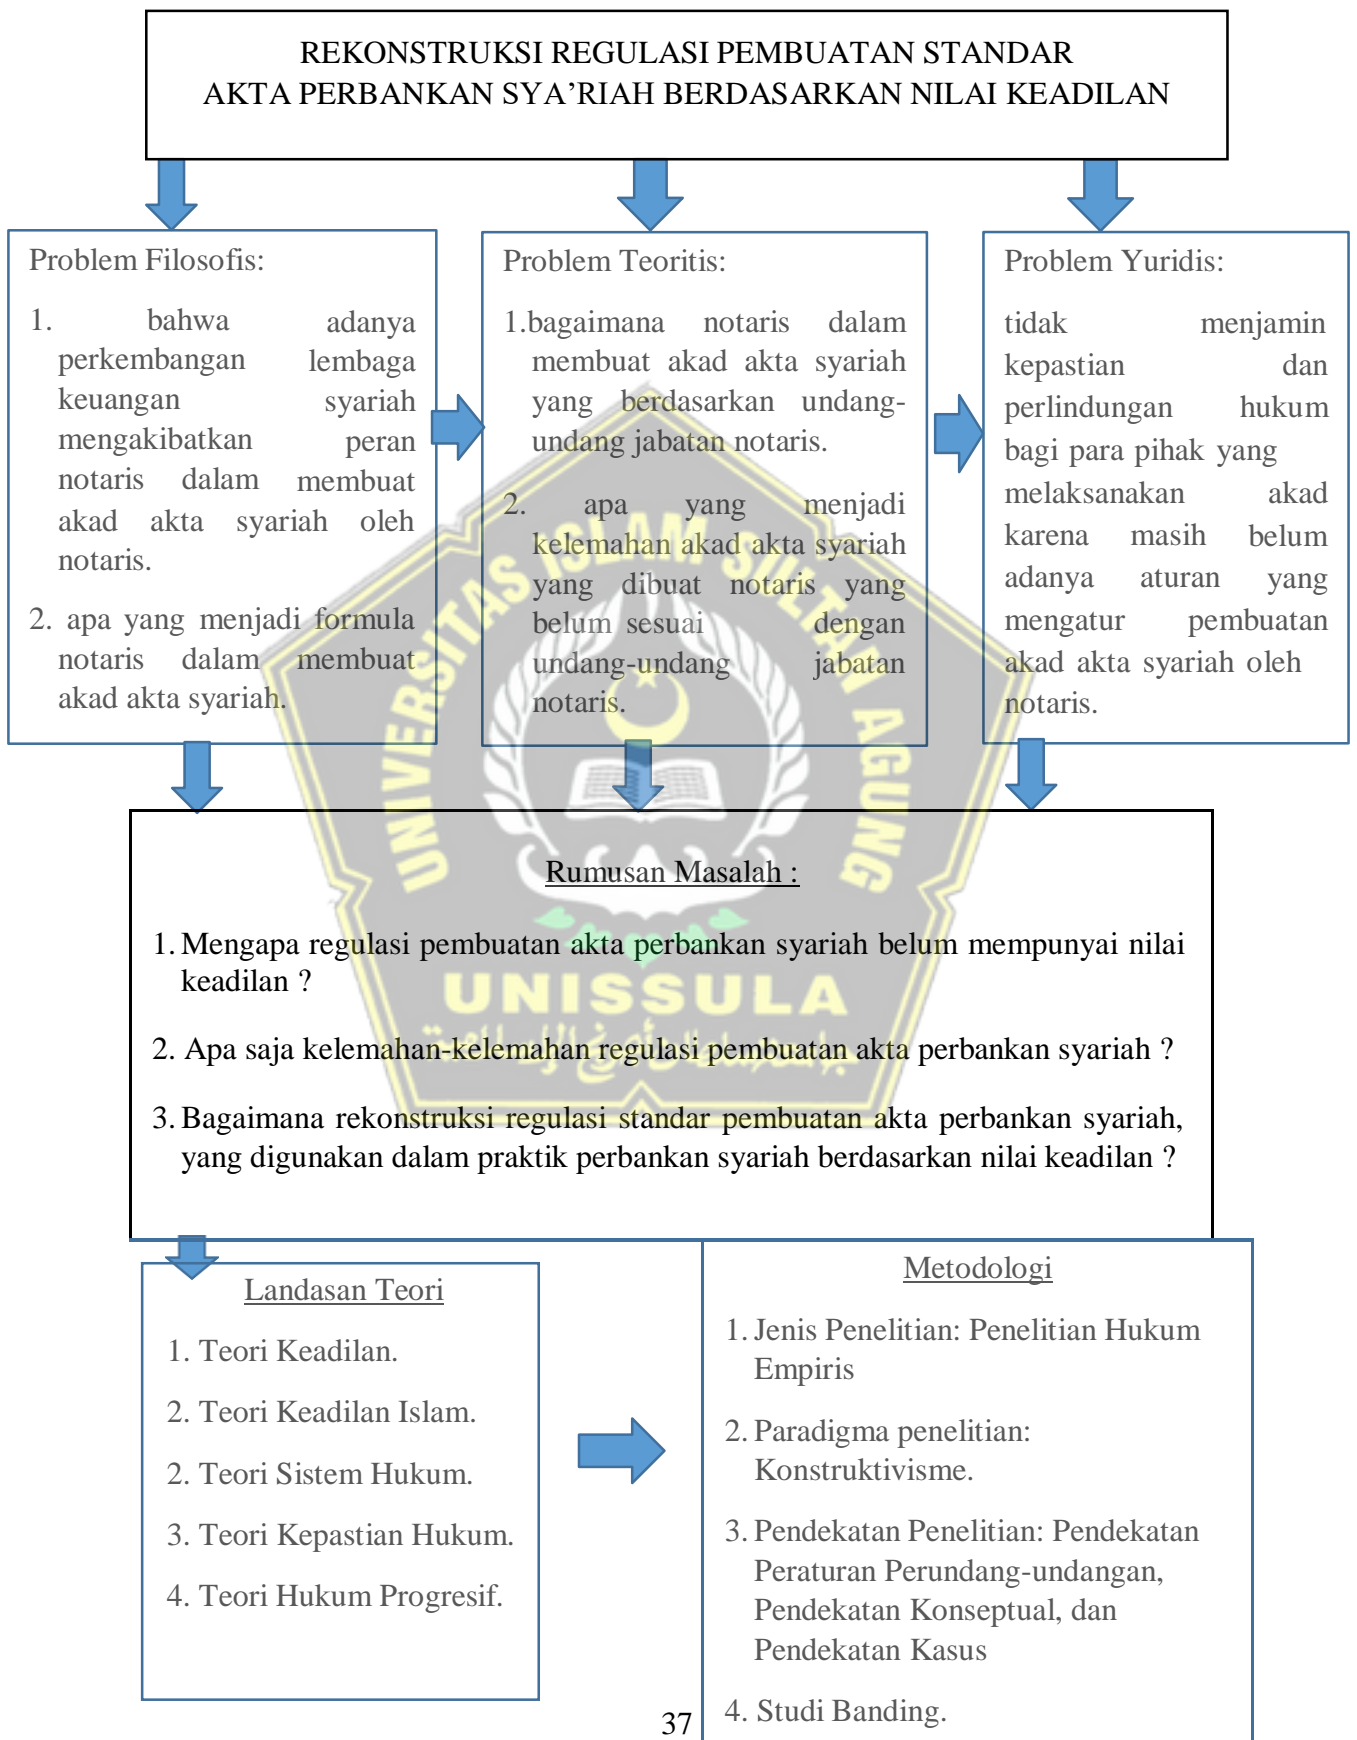 REKONSTRUKSI REGULASI PEMBUATAN STANDAR
AKTA PERBANKAN SYA’RIAH BERDASARKAN NILAI KEADILAN
Problem Filosofis:
1. bahwa adanya
perkembangan lembaga
keuangan syariah
mengakibatkan peran
notaris dalam membuat
akad akta syariah oleh
notaris.
2. apa yang menjadi formula
notaris dalam membuat
akad akta syariah.
Problem Teoritis:
1.bagaimana notaris dalam
membuat akad akta syariah
yang berdasarkan undang-
undang jabatan notaris.
2. apa yang menjadi
kelemahan akad akta syariah
yang dibuat notaris yang
belum sesuai dengan
undang-undang jabatan
notaris.
Problem Yuridis:
tidak menjamin
kepastian dan
perlindungan hukum
bagi para pihak yang
melaksanakan akad
karena masih belum
adanya aturan yang
mengatur pembuatan
akad akta syariah oleh
notaris.
UNIVERSITAS ISLAM SULTAN AGUNG
Rumusan Masalah :
1. Mengapa regulasi pembuatan akta perbankan syariah belum mempunyai nilai
keadilan ?
UNISSULA
2. Apa saja kelemahan-kelemahan regulasi pembuatan akta perbankan syariah ?
جامعة سلطان أجونج الإسلامية
3. Bagaimana rekonstruksi regulasi standar pembuatan akta perbankan syariah,
yang digunakan dalam praktik perbankan syariah berdasarkan nilai keadilan ?
Landasan Teori
1. Teori Keadilan.
2. Teori Keadilan Islam.
2. Teori Sistem Hukum.
3. Teori Kepastian Hukum.
4. Teori Hukum Progresif.
Metodologi
1. Jenis Penelitian: Penelitian Hukum
Empiris
2. Paradigma penelitian:
Konstruktivisme.
3. Pendekatan Penelitian: Pendekatan
Peraturan Perundang-undangan,
Pendekatan Konseptual, dan
Pendekatan Kasus
4. Studi Banding.
37